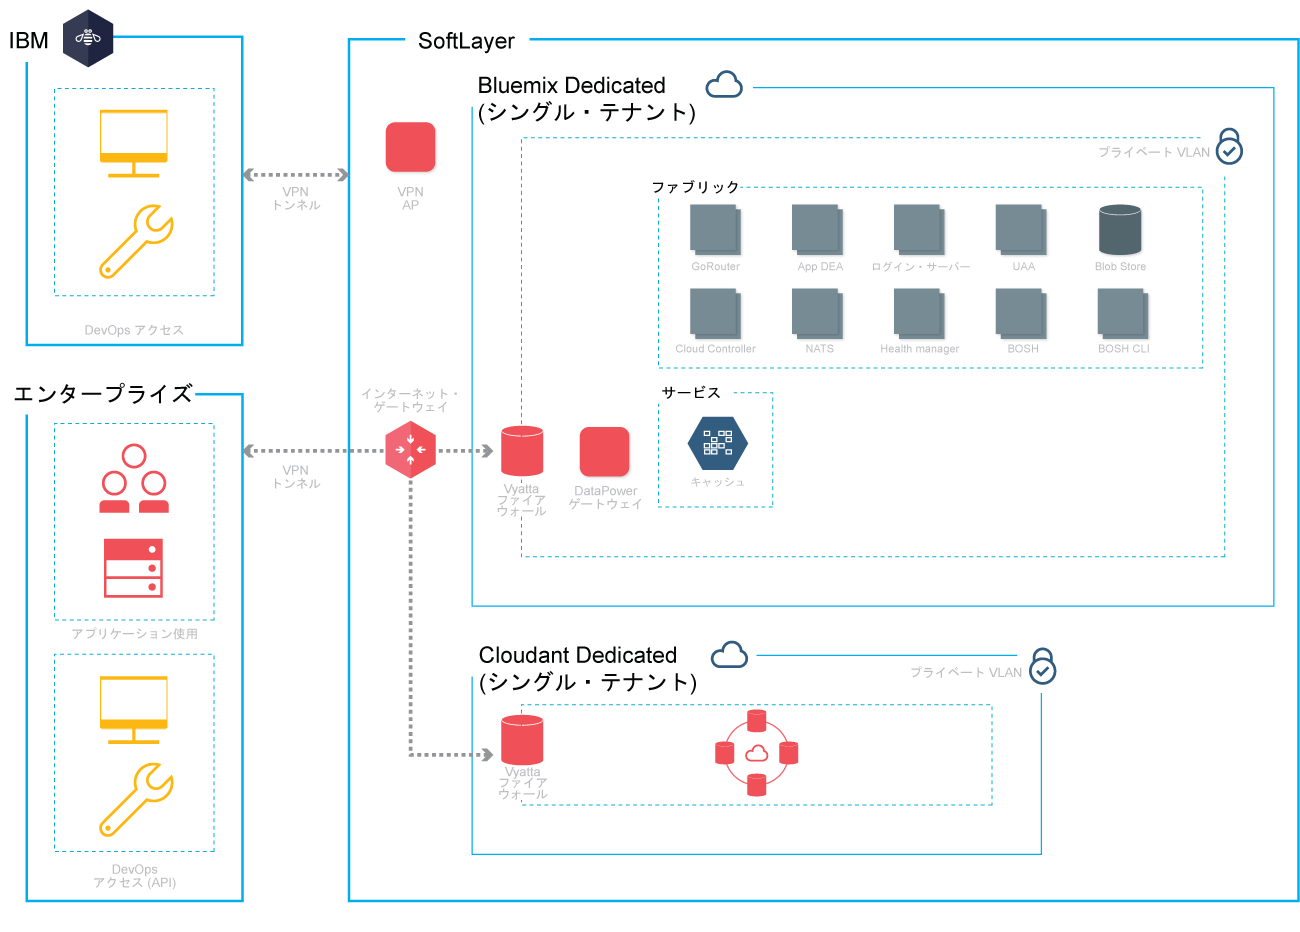 IBM
DevOps アクセス
VPN
トンネル
エンタープライズ
アプリケーション使用
DevOps
アクセス (API)
VPN
トンネル
SoftLayer
VPN
AP
インターネット・
ゲートウェイ
Bluemix Dedicated
(シングル・テナント)
プライベート VLAN
ファブリック
GoRouter
App DEA
ログイン・サーバー
UAA
Blob Store
Cloud Controller
NATS
Health manager
BOSH
BOSH CLI
サービス
キャッシュ
Vyatta
ファイア
ウォール
DataPower
ゲートウェイ
Cloudant Dedicated
(シングル・テナント)
プライベート VLAN
Vyatta
ファイア
ウォール